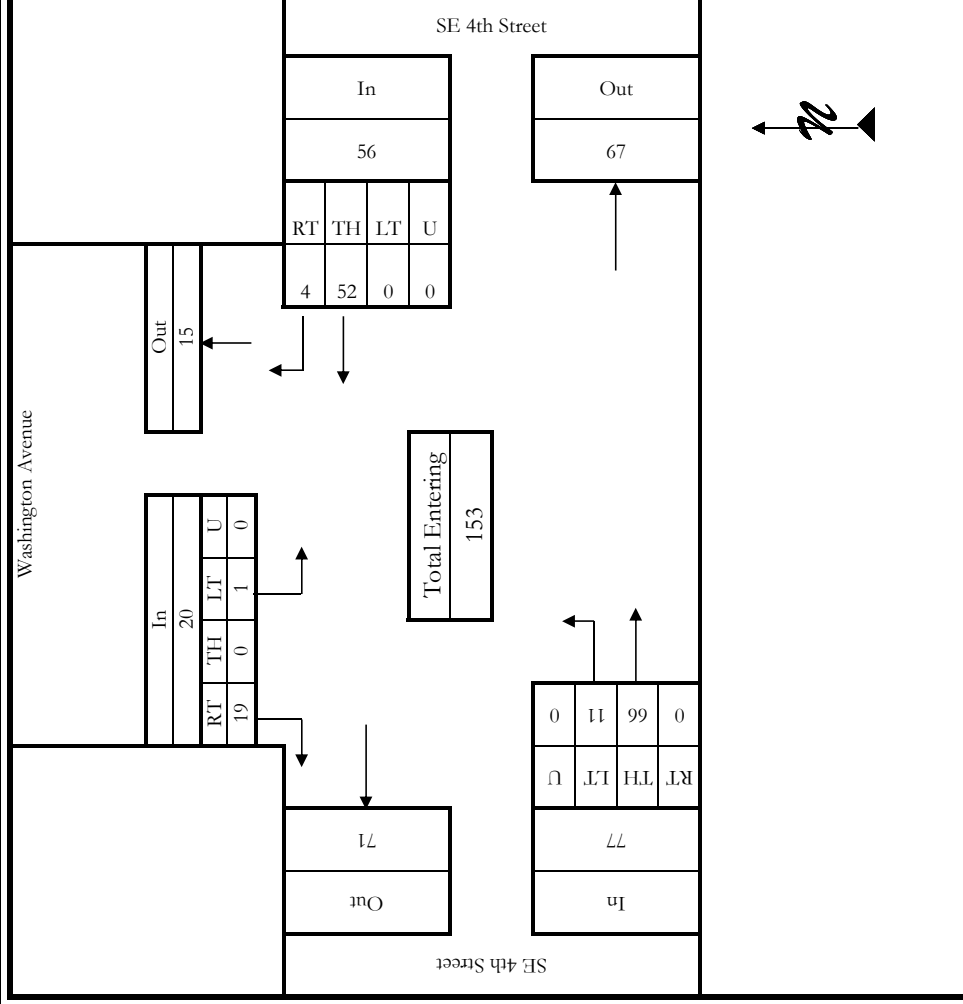 SE 4th Street
In
Out
56
67
RT TH LT U
4 52 0 0
Out
15
Washington Avenue
In
20
U LT TH RT
0 1 0 19
Total Entering
153
0 11 66 0
U LT TH RT
71
77
Out
In
SE 4th Street
N